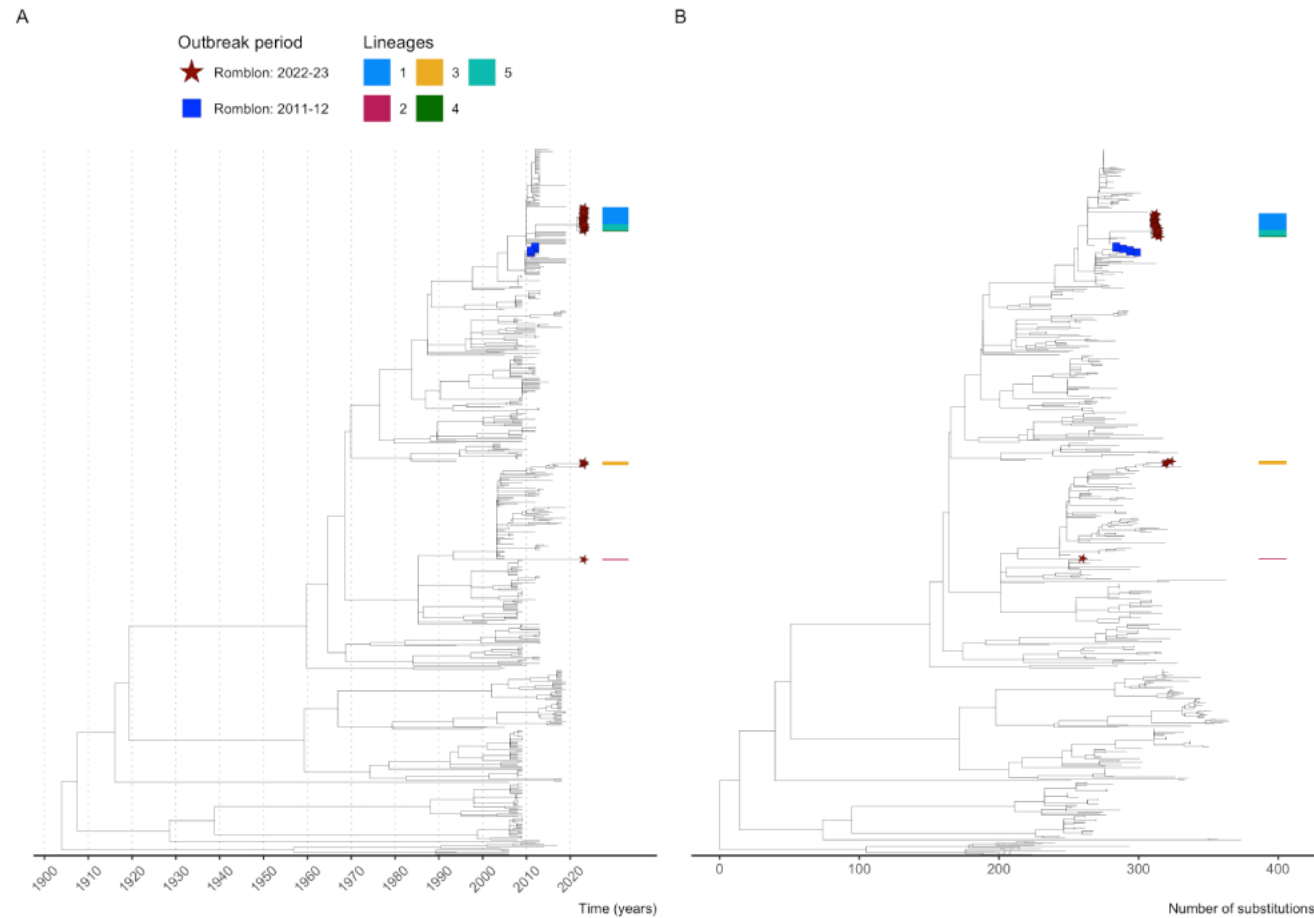 A
B
Outbreak period
Romblon: 2022-23
Romblon: 2011-12
Lineages
1 3 5
2 4
1900 1910 1920 1930 1940 1950 1960 1970 1980 1990 2000 2010 2020
Time (years)
0 100 200 300 400
Number of substitutions